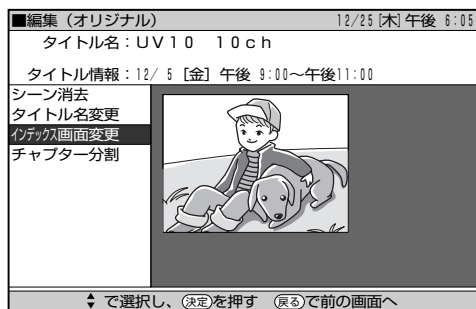 ■編集（オリジナル） 12/25[木]午後 6:05
タイトル名：UV10 10ch
タイトル情報：12/ 5 [金] 午後 9:00～午後11:00
シーン消去
タイトル名変更
インデックス画面変更
チャプター分割
で選択し、決定を押す 戻るで前の画面へ